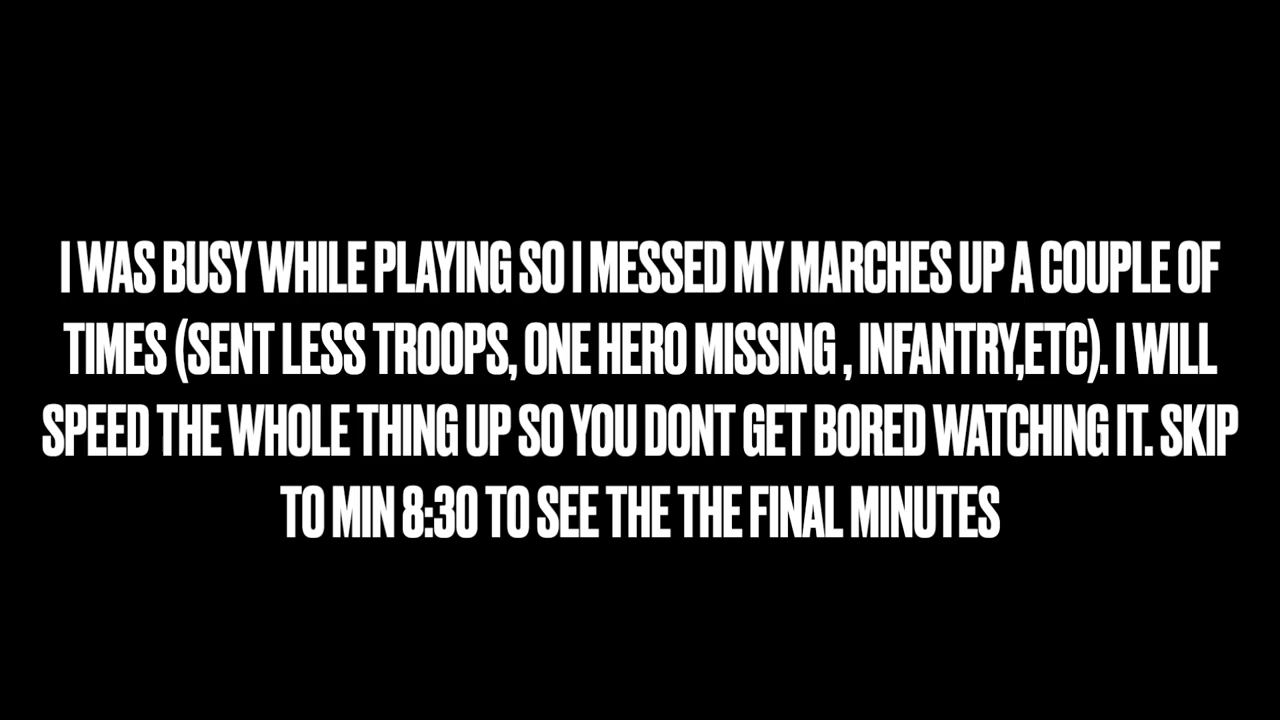 I WAS BUSY WHILE PLAYING SO I MESSED MY MARCHES UP A COUPLE OF
TIMES (SENT LESS TROOPS, ONE HERO MISSING , INFANTRY,ETC). I WILL
SPEED THE WHOLE THING UP SO YOU DONT GET BORED WATCHING IT. SKIP
TO MIN 8:30 TO SEE THE THE FINAL MINUTES